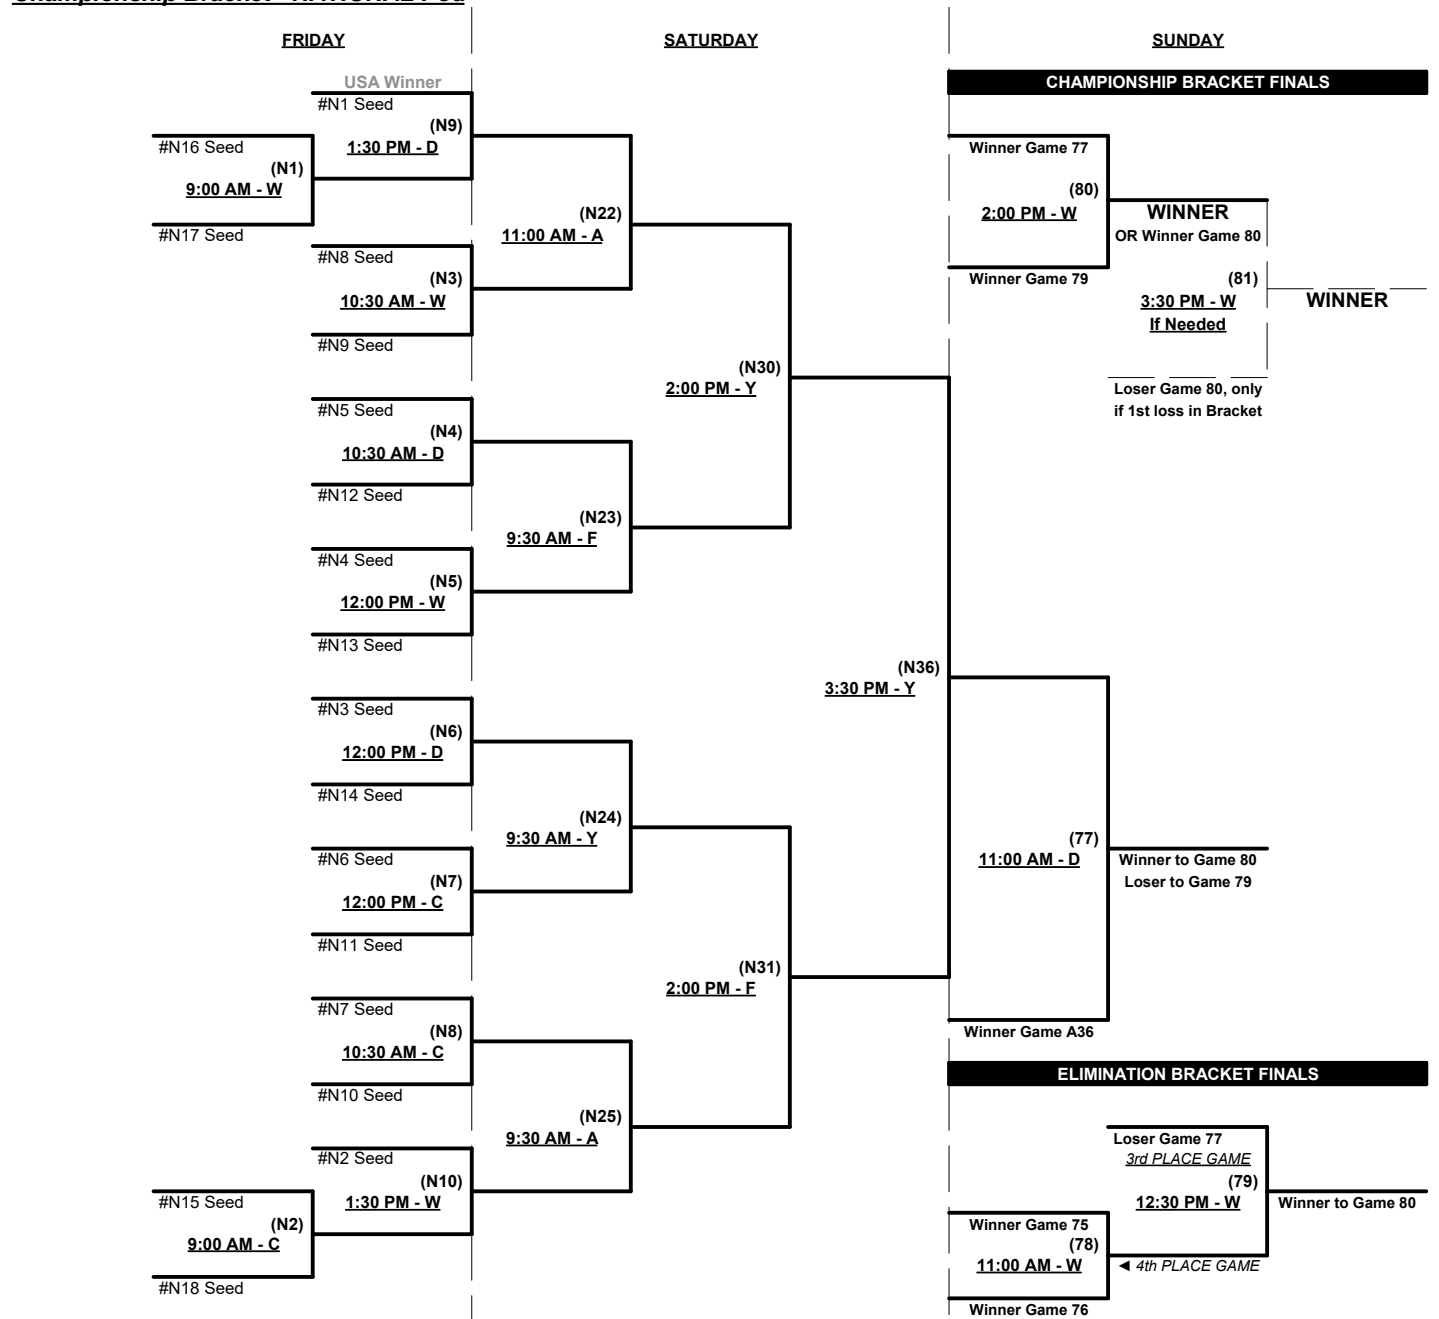 FRIDAY
SATURDAY
SUNDAY
USA Winner
CHAMPIONSHIP BRACKET FINALS
#N1 Seed
(N9)
1:30 PM - D
#N16 Seed
(N1)
9:00 AM - W
#N17 Seed
(N22)
11:00 AM - A
#N8 Seed
(N3)
10:30 AM - W
#N9 Seed
(N30)
2:00 PM - Y
#N5 Seed
(N4)
10:30 AM - D
#N12 Seed
(N23)
9:30 AM - F
#N4 Seed
(N5)
12:00 PM - W
#N13 Seed
(N36)
3:30 PM - Y
#N3 Seed
(N6)
12:00 PM - D
#N14 Seed
(N24)
9:30 AM - Y
#N6 Seed
(N7)
12:00 PM - C
#N11 Seed
(N31)
2:00 PM - F
#N7 Seed
(N8)
10:30 AM - C
#N10 Seed
(N25)
9:30 AM - A
#N2 Seed
(N10)
1:30 PM - W
#N15 Seed
(N2)
9:00 AM - C
#N18 Seed
Winner Game 77
(80)
2:00 PM - W
Winner Game 79
WINNER
OR Winner Game 80
(81)
3:30 PM - W
If Needed
WINNER
Loser Game 80, only
if 1st loss in Bracket
(77)
11:00 AM - D
Winner to Game 80
Loser to Game 79
Winner Game A36
ELIMINATION BRACKET FINALS
Loser Game 77
3rd PLACE GAME
(79)
12:30 PM - W
Winner to Game 80
Winner Game 75
(78)
11:00 AM - W
◄ 4th PLACE GAME
Winner Game 76